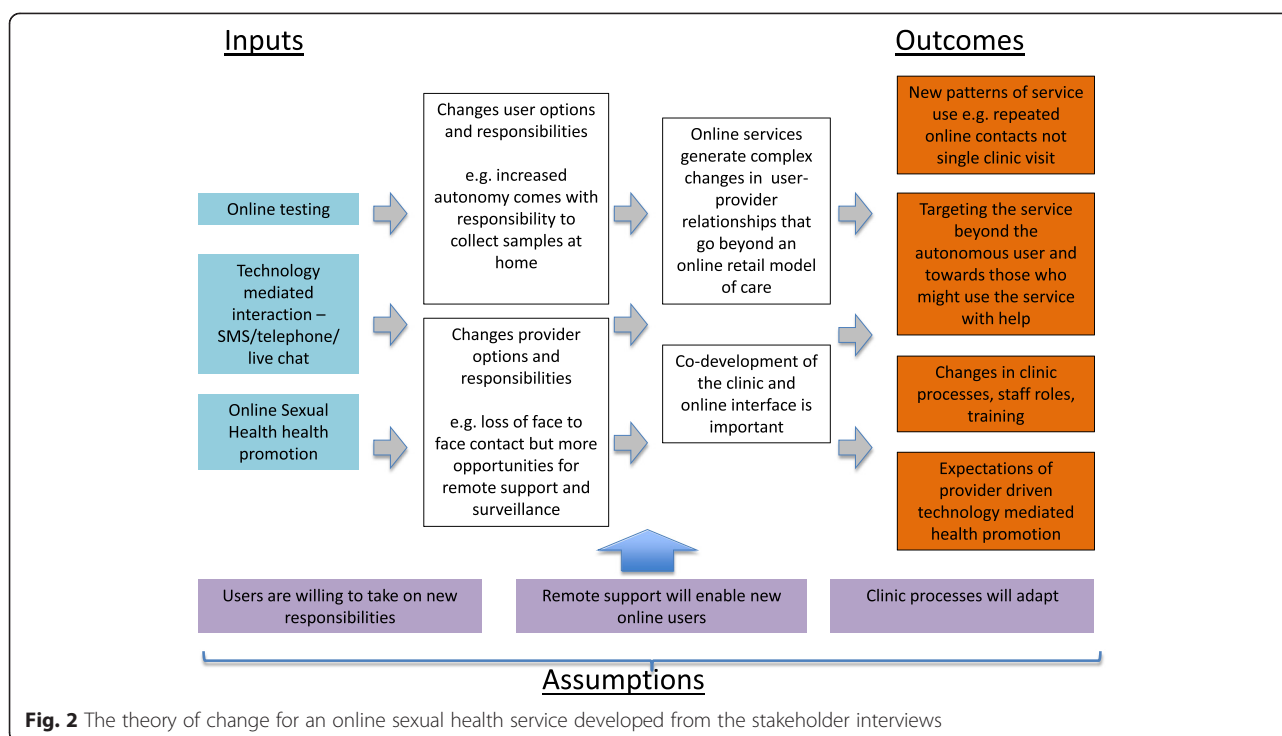 Inputs
Outcomes
Online testing
Technology
mediated
interaction –
SMS/telephone/
live chat
Online Sexual
Health health
promotion
Changes user options
and responsibilities
e.g. increased
autonomy comes with
responsibility to
collect samples at
home
Changes provider
options and
responsibilities
e.g. loss of face to
face contact but more
opportunities for
remote support and
surveillance
Online services
generate complex
changes in user-
provider
relationships that
go beyond an
online retail model
of care
Co-development of
the clinic and
online interface is
important
New patterns of service
use e.g. repeated
online contacts not
single clinic visit
Targeting the service
beyond the
autonomous user and
towards those who
might use the service
with help
Changes in clinic
processes, staff roles,
training
Expectations of
provider driven
technology mediated
health promotion
Users are willing to take on new
responsibilities
Remote support will enable new
online users
Clinic processes will adapt
Assumptions
Fig. 2 The theory of change for an online sexual health service developed from the stakeholder interviews